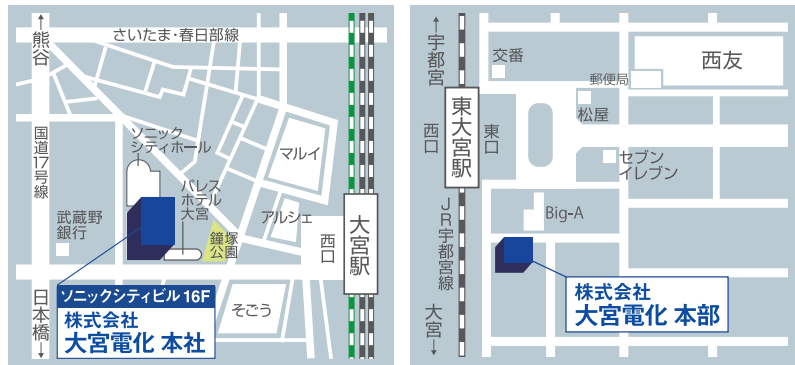 ↑
熊谷
さいたま・春日部線
国道17号線
ソニック
シティホール
マルイ
パレス
ホテル
大宮
アルシェ
武蔵野
銀行
鐘塚
公園
西口
大宮駅
日本橋
↓
ソニックシティビル 16F
株式会社
大宮電化 本社
そごう
↑
宇都宮
交番
西友
郵便局
松屋
西口
東大宮駅
東口
セブン
イレブン
JR宇都宮線
Big-A
大宮
↓
株式会社
大宮電化 本部